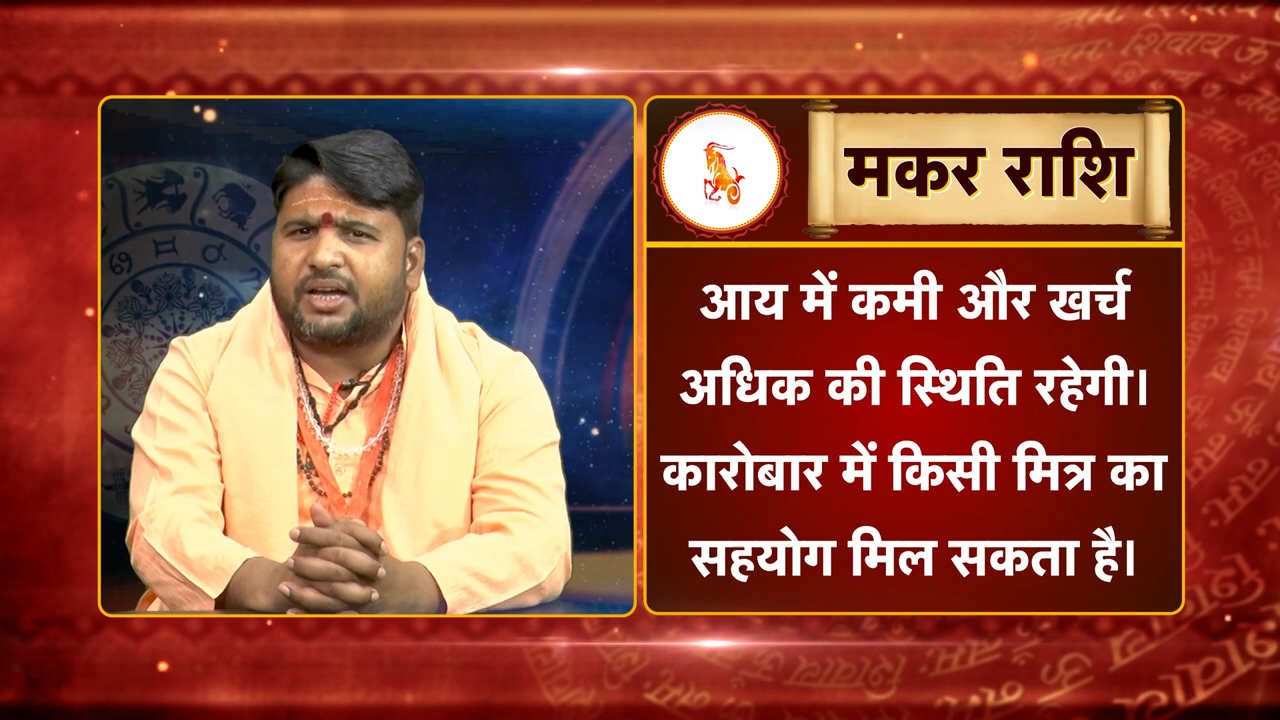 मकर राशि
आय में कमी और खर्च
अधिक की स्थिति रहेगी।
कारोबार में किसी मित्र का
सहयोग मिल सकता है।